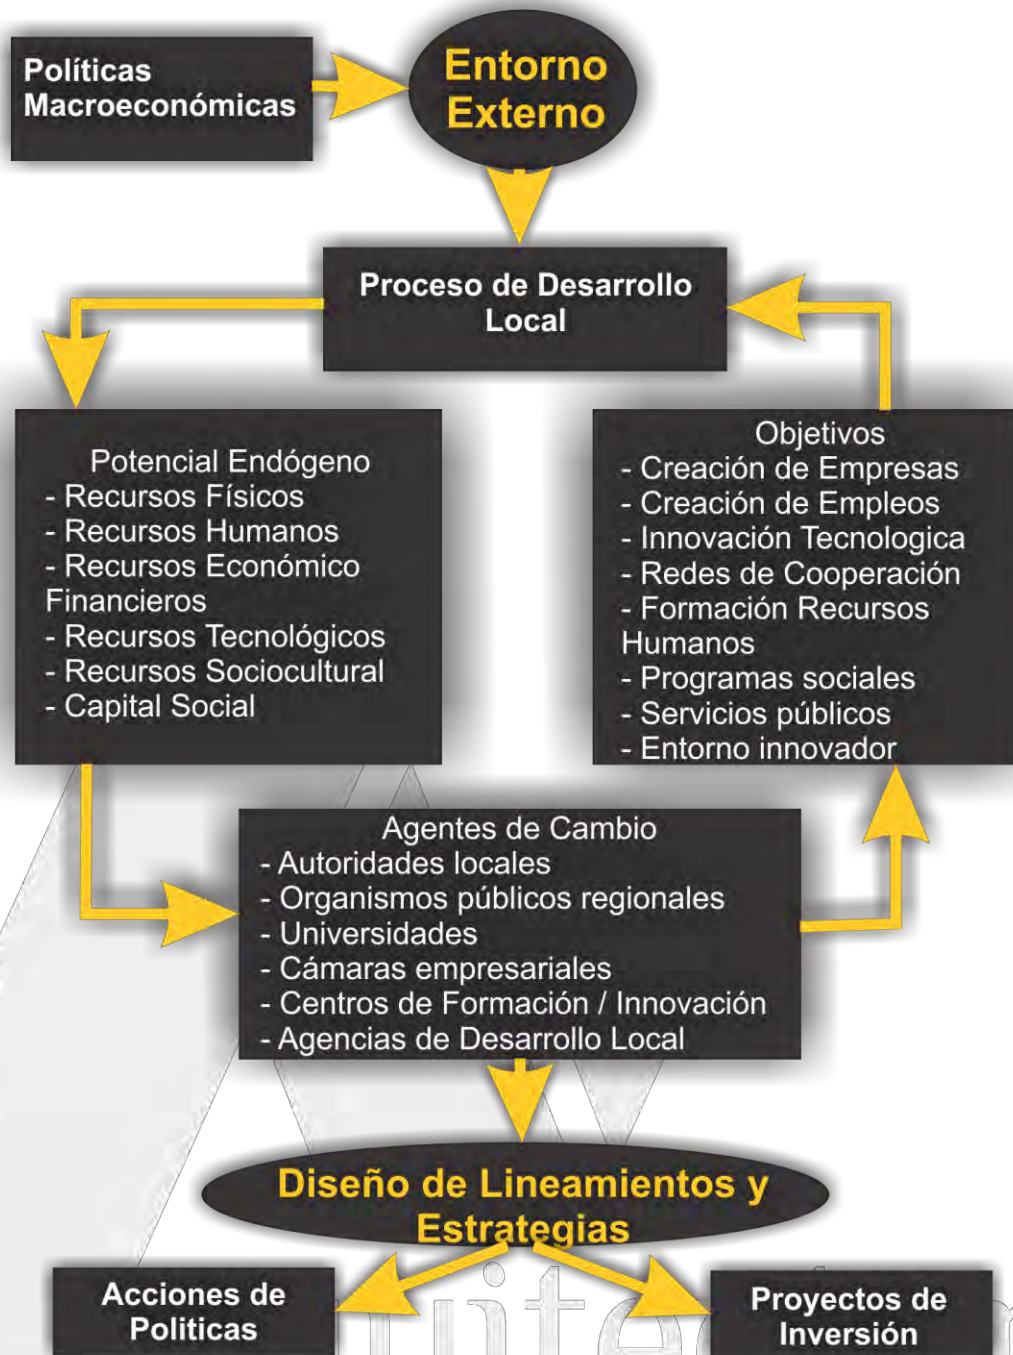 Políticas
Macroeconómicas
Entorno
Externo
Proceso de Desarrollo
Local
Potencial Endógeno
- Recursos Físicos
- Recursos Humanos
- Recursos Económico
Financieros
- Recursos Tecnológicos
- Recursos Sociocultural
- Capital Social
Objetivos
- Creación de Empresas
- Creación de Empleos
- Innovación Tecnologica
- Redes de Cooperación
- Formación Recursos
Humanos
- Programas sociales
- Servicios públicos
- Entorno innovador
Agentes de Cambio
- Autoridades locales
- Organismos públicos regionales
- Universidades
- Cámaras empresariales
- Centros de Formación / Innovación
- Agencias de Desarrollo Local
Diseño de Lineamientos y
Estrategias
Acciones de
Politicas
Proyectos de
Inversión